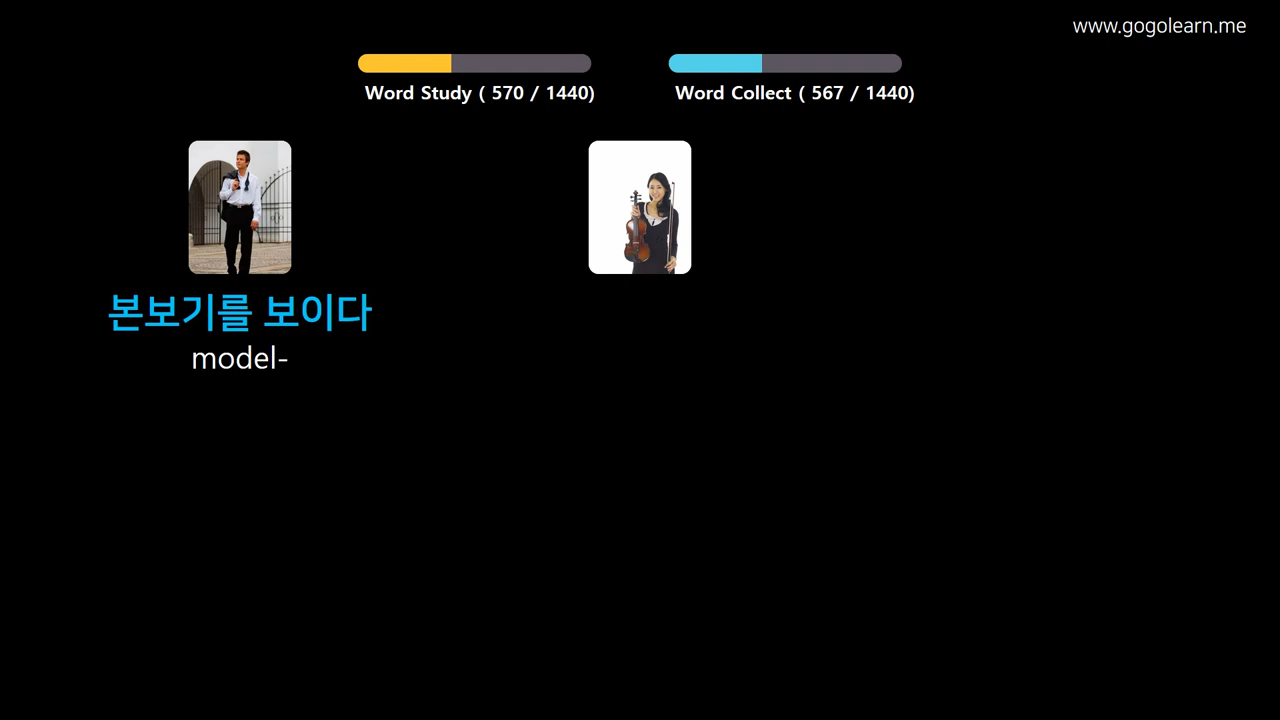 www.gogolearn.me
Word Study ( 570 / 1440)
Word Collect ( 567 / 1440)
본보기를 보이다
model-